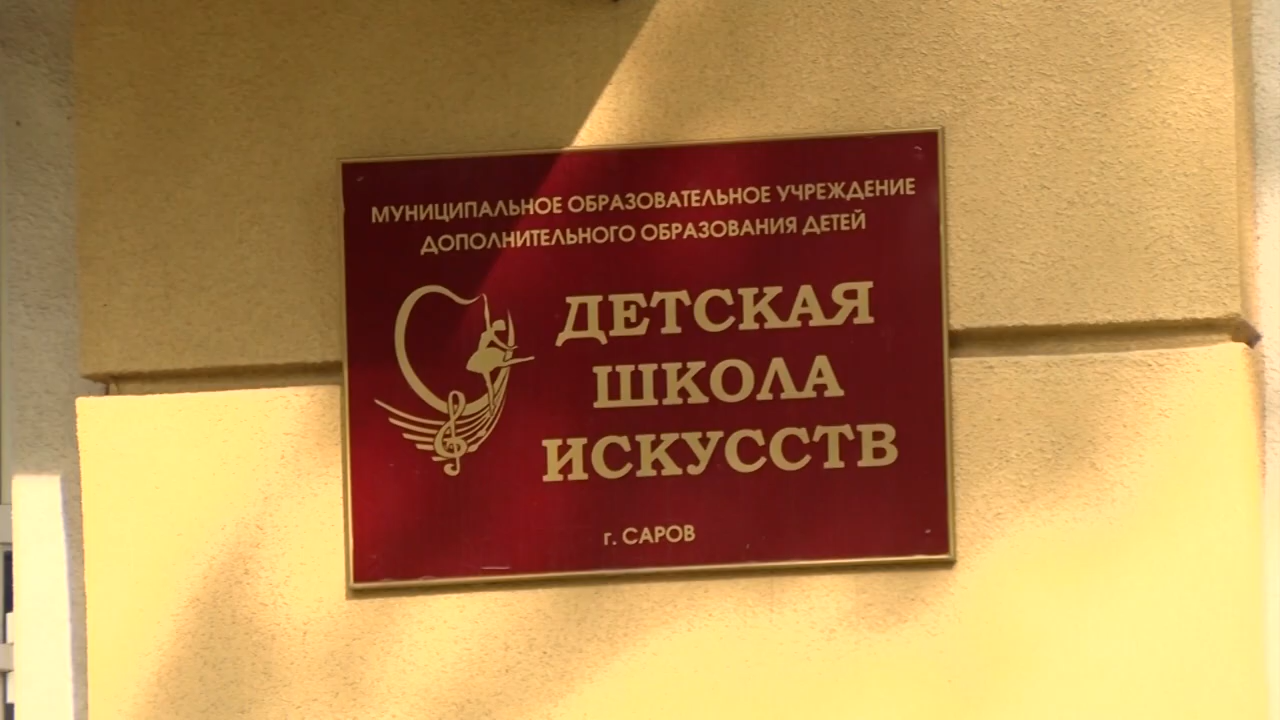 МУНИЦИПАЛЬНОЕ ОБРАЗОВАТЕЛЬНОЕ УЧРЕЖДЕНИЕ
ДОПОЛНИТЕЛЬНОГО ОБРАЗОВАНИЯ ДЕТЕЙ
ДЕТСКАЯ
ШКОЛА
ИСКУССТВ
г. САРОВ